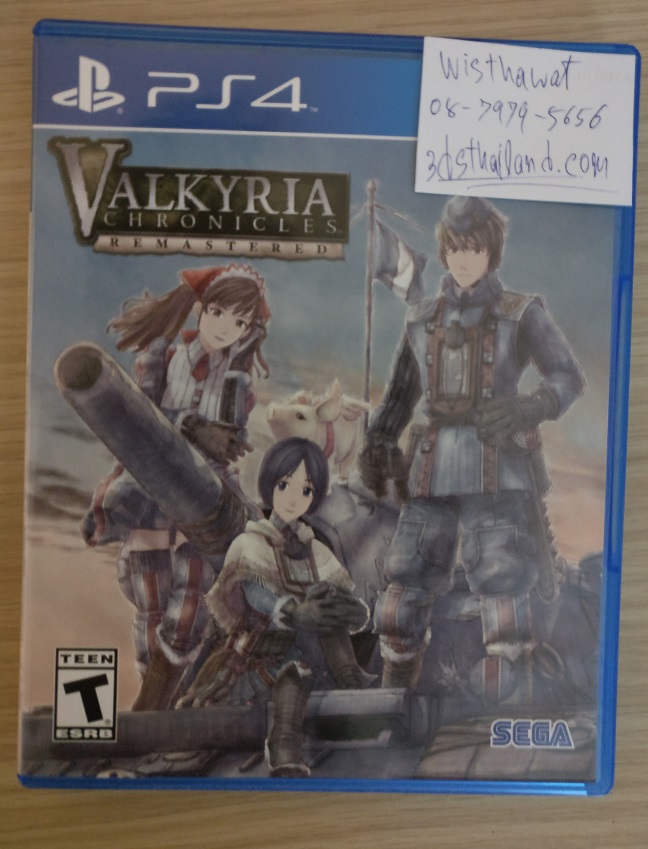 PS4
Wisthawat
08-7979-5656
3dsthailand.com
VALKYRIA
CHRONICLES
REMASTERED
TEEN
T
ESRB
SEGA